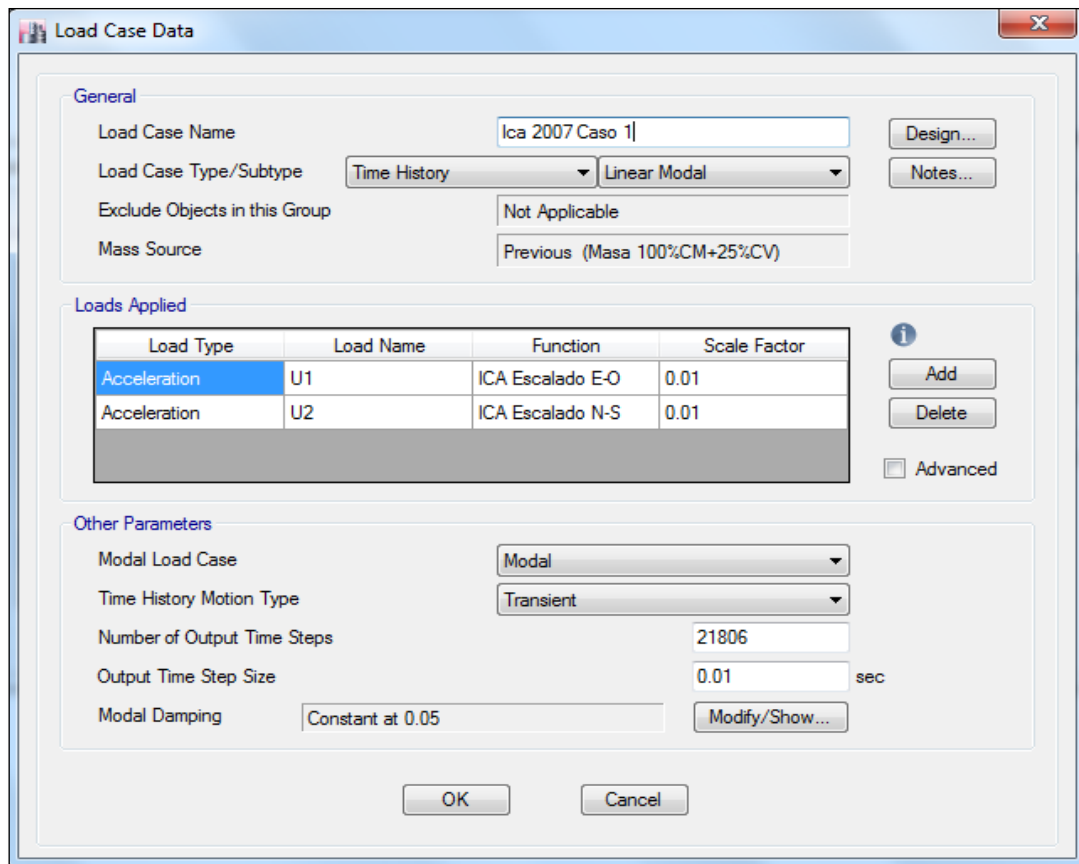 Load Case Data
X
General
Load Case Name Ica 2007 Caso 1 Design...
Load Case Type/Subtype Time History Linear Modal Notes...
Exclude Objects in this Group Not Applicable
Mass Source Previous (Masa 100%CM+25%CV)
Loads Applied
Load Type Load Name Function Scale Factor i
Acceleration U1 ICA Escalado E-O 0.01 Add
Acceleration U2 ICA Escalado N-S 0.01 Delete
Advanced
Other Parameters
Modal Load Case Modal
Time History Motion Type Transient
Number of Output Time Steps 21806
Output Time Step Size 0.01 sec
Modal Damping Constant at 0.05 Modify/Show...
OK Cancel